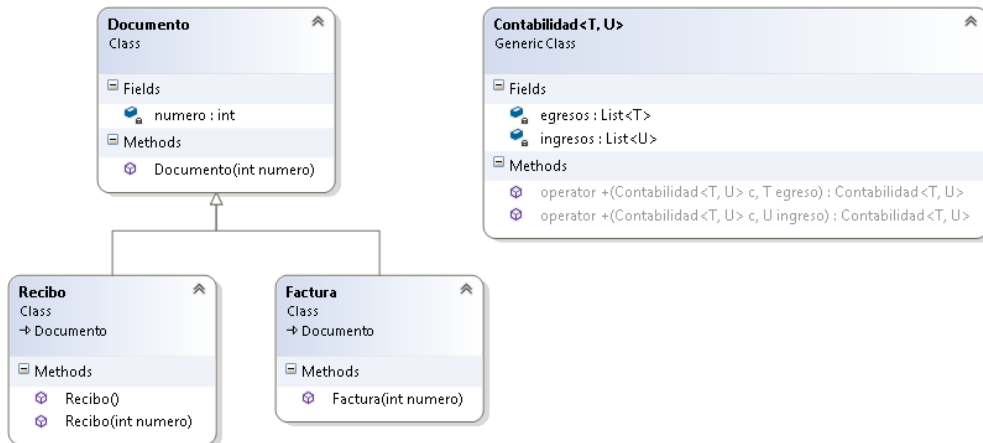 Documento
Class
Fields
numero : int
Methods
Documento(int numero)
Contabilidad<T, U>
Generic Class
Fields
egresos : List<T>
ingresos : List<U>
Methods
operator +(Contabilidad<T, U> c, T egreso) : Contabilidad<T, U>
operator +(Contabilidad<T, U> c, U ingreso) : Contabilidad<T, U>
Recibo
Class
Documento
Methods
Recibo()
Recibo(int numero)
Factura
Class
Documento
Methods
Factura(int numero)